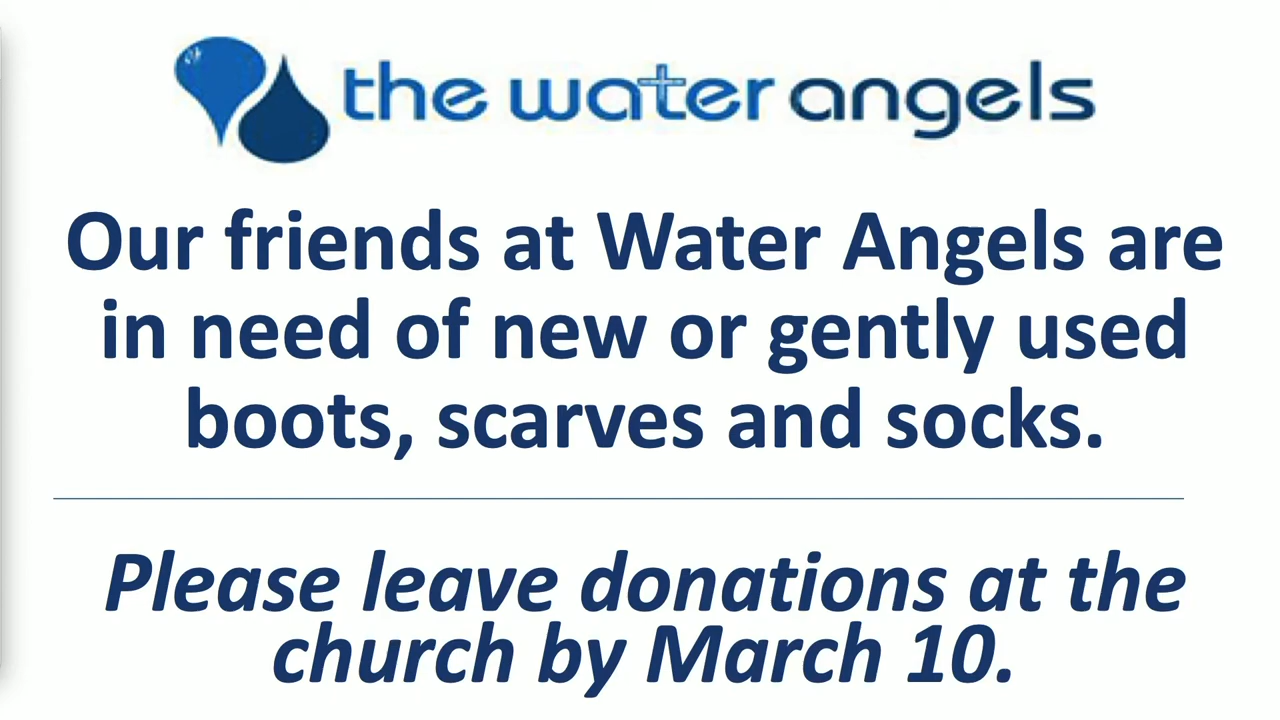 the water angels
Our friends at Water Angels are
in need of new or gently used
boots, scarves and socks.
Please leave donations at the
church by March 10.